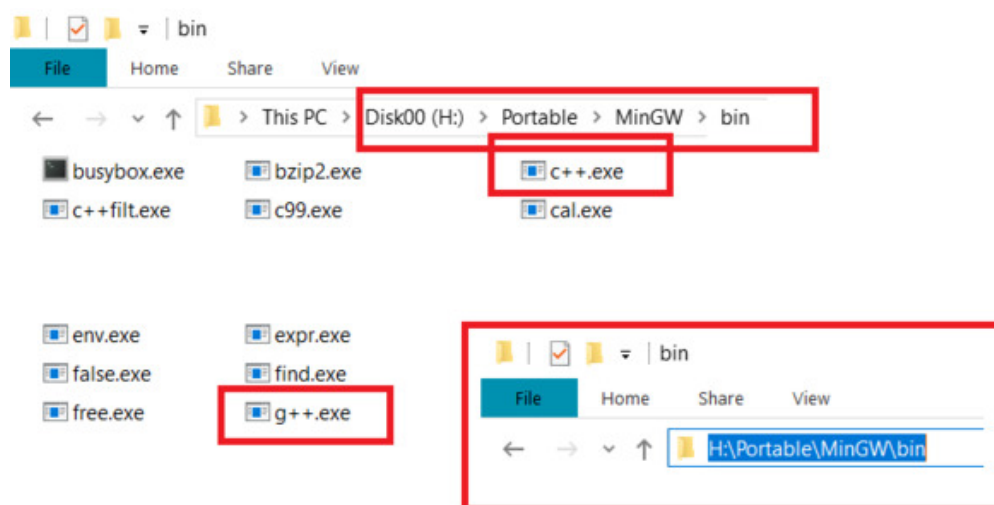 bin
File Home Share View
This PC > Disk00 (H:) > Portable > MinGW > bin
busybox.exe bzip2.exe c++.exe
c++filt.exe c99.exe cal.exe
env.exe expr.exe
false.exe find.exe
free.exe g++.exe
bin
File Home Share View
H:\Portable\MinGW\bin